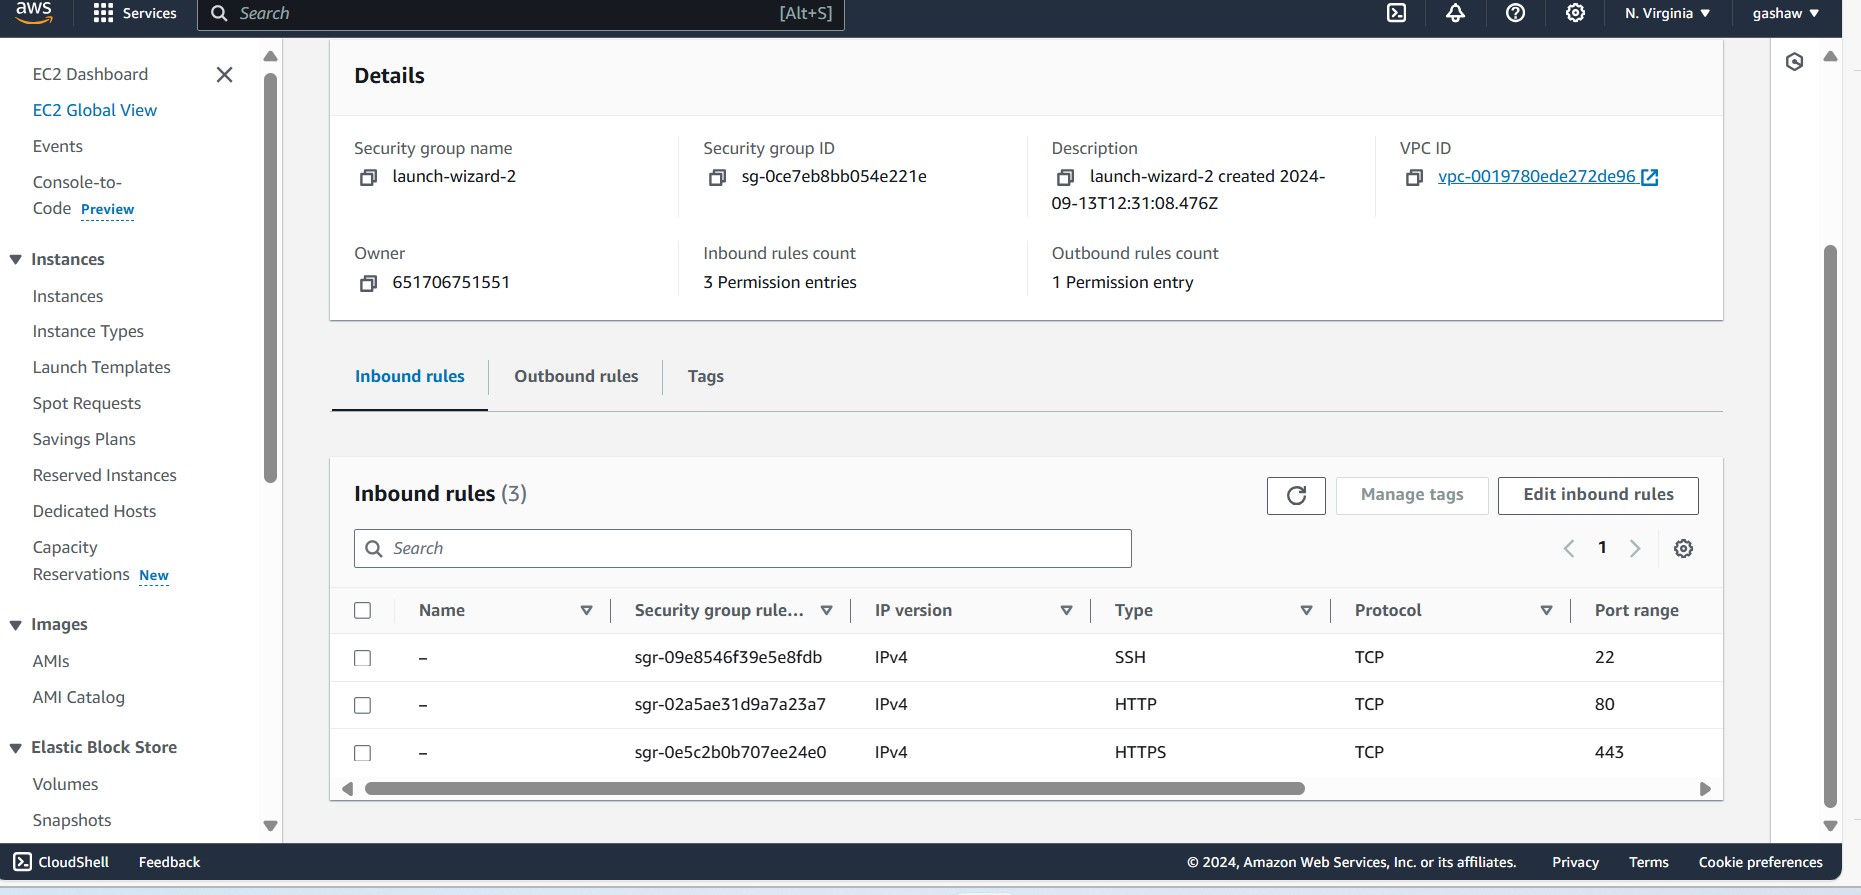 aws
Services
Search
[Alt+S]
N. Virginia
gashaw
EC2 Dashboard
EC2 Global View
Events
Console-to-
Code Preview
Instances
Instances
Instance Types
Launch Templates
Spot Requests
Savings Plans
Reserved Instances
Dedicated Hosts
Capacity
Reservations New
Images
AMIs
AMI Catalog
Elastic Block Store
Volumes
Snapshots
Details
Security group name
launch-wizard-2
Security group ID
sg-0ce7eb8bb054e221e
Description
launch-wizard-2 created 2024-
09-13T12:31:08.476Z
VPC ID
vpc-0019780ede272de96
Owner
651706751551
Inbound rules count
3 Permission entries
Outbound rules count
1 Permission entry
Inbound rules
Outbound rules
Tags
Inbound rules (3)
Manage tags
Edit inbound rules
Search
1
Name Security group rule... IP version Type Protocol Port range
– sgr-09e8546f39e5e8fdb IPv4 SSH TCP 22
– sgr-02a5ae31d9a7a23a7 IPv4 HTTP TCP 80
– sgr-0e5c2b0b707ee24e0 IPv4 HTTPS TCP 443
CloudShell
Feedback
© 2024, Amazon Web Services, Inc. or its affiliates.
Privacy
Terms
Cookie preferences